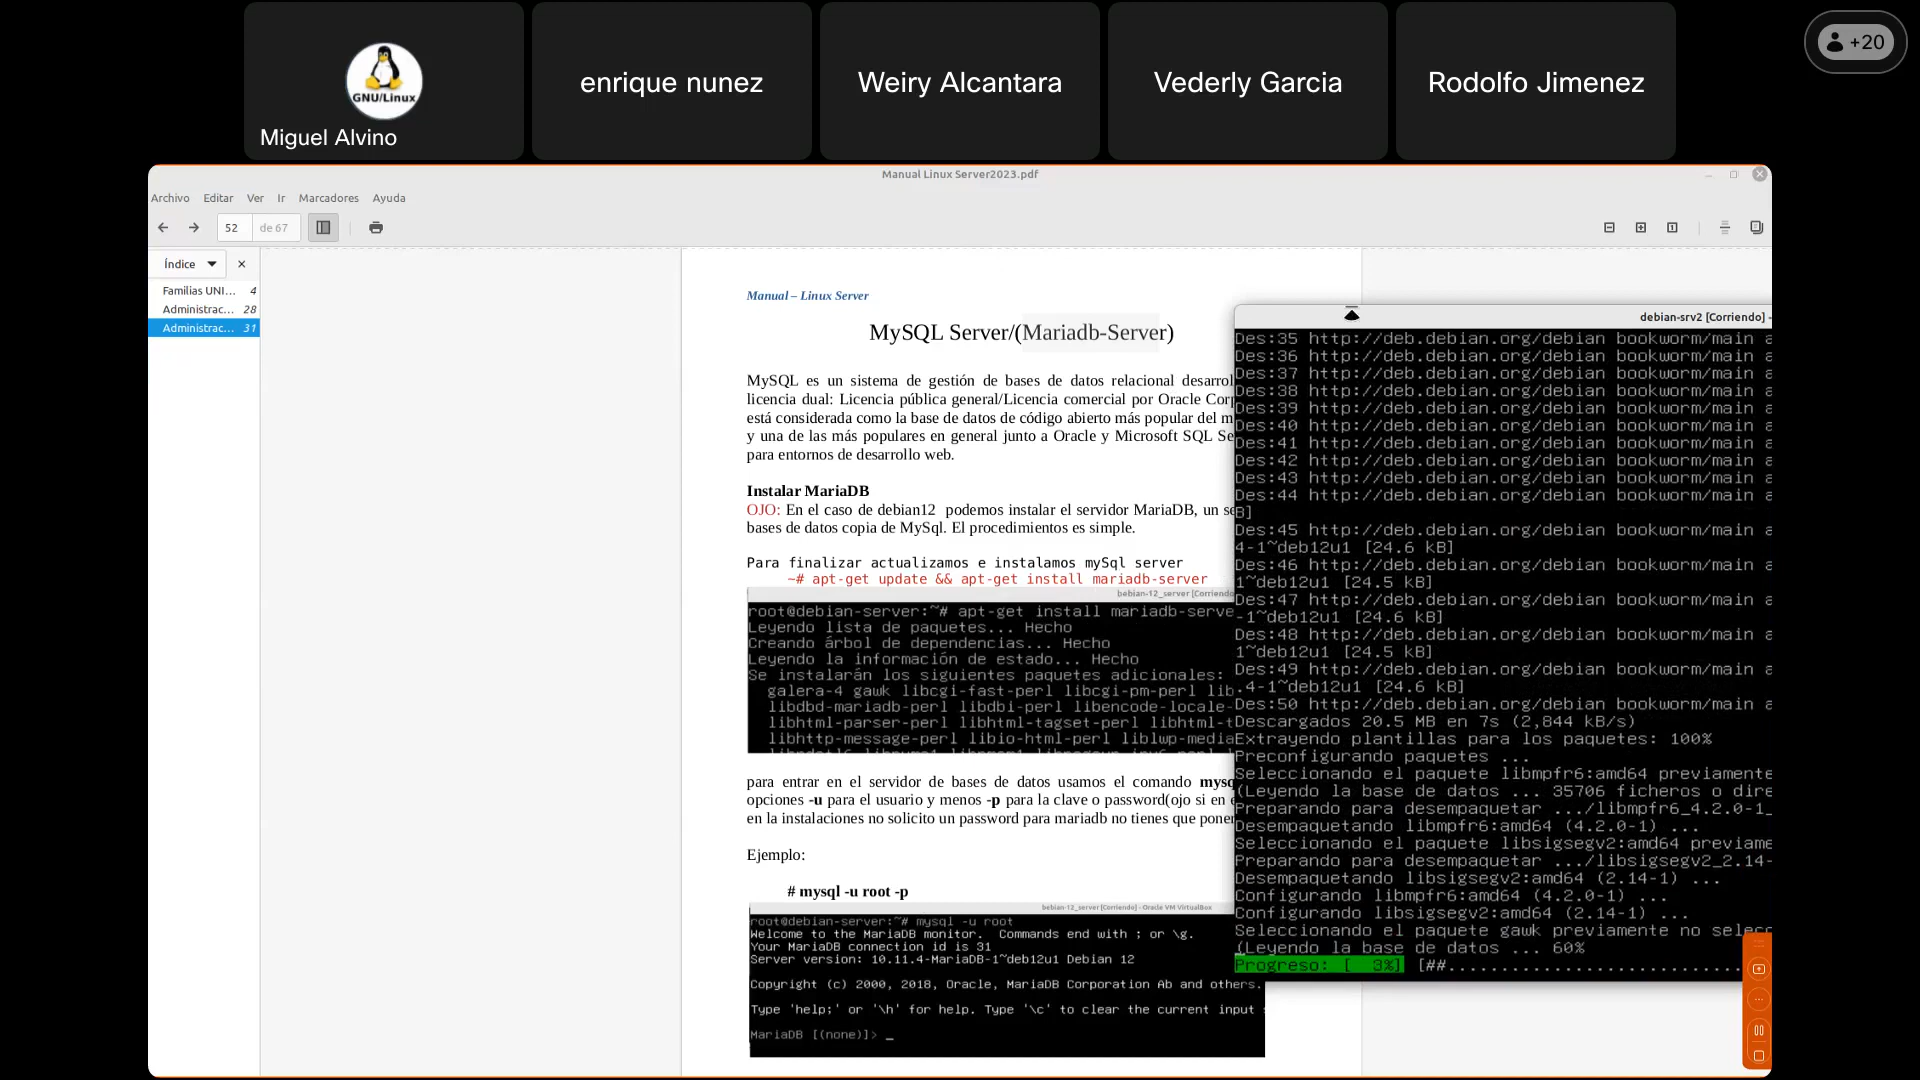 GNU/Linux
Miguel Alvino
enrique nunez
Weiry Alcantara
Vederly Garcia
Rodolfo Jimenez
+20
Manual Linux Server2023.pdf
Archivo Editar Ver Ir Marcadores Ayuda
52 de 67
Índice
Familias UNI... 4
Administrac... 28
Administrac... 31
Manual – Linux Server
MySQL Server/(Mariadb-Server)
MySQL es un sistema de gestión de bases de datos relacional desarrol
licencia dual: Licencia pública general/Licencia comercial por Oracle Corp
está considerada como la base de datos de código abierto más popular del m
y una de las más populares en general junto a Oracle y Microsoft SQL Se
para entornos de desarrollo web.
Instalar MariaDB
OJO: En el caso de debian12 podemos instalar el servidor MariaDB, un se
bases de datos copia de MySql. El procedimientos es simple.
Para finalizar actualizamos e instalamos mySql server
~# apt-get update && apt-get install mariadb-server
bebian-12_server [Corriendo
root@debian-server:~# apt-get install mariadb-serve
Leyendo lista de paquetes... Hecho
Creando árbol de dependencias... Hecho
Leyendo la información de estado... Hecho
Se instalarán los siguientes paquetes adicionales:
galera-4 gawk libcgi-fast-perl libcgi-pm-perl lib
libdbd-mariadb-perl libdbi-perl libencode-locale-
libhtml-parser-perl libhtml-tagset-perl libhtml-t
libhttp-message-perl libio-html-perl liblwp-media
para entrar en el servidor de bases de datos usamos el comando mysq
opciones -u para el usuario y menos -p para la clave o password(ojo si en e
en la instalaciones no solicito un password para mariadb no tienes que poner
Ejemplo:
# mysql -u root -p
bebian-12_server [Corriendo] - Oracle VM VirtualBox
root@debian-server:~# mysql -u root
Welcome to the MariaDB monitor. Commands end with ; or \g.
Your MariaDB connection id is 31
Server version: 10.11.4-MariaDB-1~deb12u1 Debian 12
Copyright (c) 2000, 2018, Oracle, MariaDB Corporation Ab and others.
Type 'help;' or '\h' for help. Type '\c' to clear the current input
MariaDB [(none)]> _
debian-srv2 [Corriendo] -
Des:35 http://deb.debian.org/debian bookworm/main a
Des:36 http://deb.debian.org/debian bookworm/main a
Des:37 http://deb.debian.org/debian bookworm/main a
Des:38 http://deb.debian.org/debian bookworm/main a
Des:39 http://deb.debian.org/debian bookworm/main a
Des:40 http://deb.debian.org/debian bookworm/main a
Des:41 http://deb.debian.org/debian bookworm/main a
Des:42 http://deb.debian.org/debian bookworm/main a
Des:43 http://deb.debian.org/debian bookworm/main a
Des:44 http://deb.debian.org/debian bookworm/main a
B]
Des:45 http://deb.debian.org/debian bookworm/main a
4-1~deb12u1 [24.6 kB]
Des:46 http://deb.debian.org/debian bookworm/main a
1~deb12u1 [24.5 kB]
Des:47 http://deb.debian.org/debian bookworm/main a
-1~deb12u1 [24.6 kB]
Des:48 http://deb.debian.org/debian bookworm/main a
1~deb12u1 [24.5 kB]
Des:49 http://deb.debian.org/debian bookworm/main a
.4-1~deb12u1 [24.6 kB]
Des:50 http://deb.debian.org/debian bookworm/main a
Descargados 20.5 MB en 7s (2,844 kB/s)
Extrayendo plantillas para los paquetes: 100%
Preconfigurando paquetes ...
Seleccionando el paquete libmpfr6:amd64 previamente
(Leyendo la base de datos ... 35706 ficheros o dire
Preparando para desempaquetar .../libmpfr6_4.2.0-1_
Desempaquetando libmpfr6:amd64 (4.2.0-1) ...
Seleccionando el paquete libsigsegv2:amd64 previame
Preparando para desempaquetar .../libsigsegv2_2.14-
Desempaquetando libsigsegv2:amd64 (2.14-1) ...
Configurando libmpfr6:amd64 (4.2.0-1) ...
Configurando libsigsegv2:amd64 (2.14-1) ...
Seleccionando el paquete gawk previamente no selecc
(Leyendo la base de datos ... 60%
Progreso: [ 3%] [##.............................